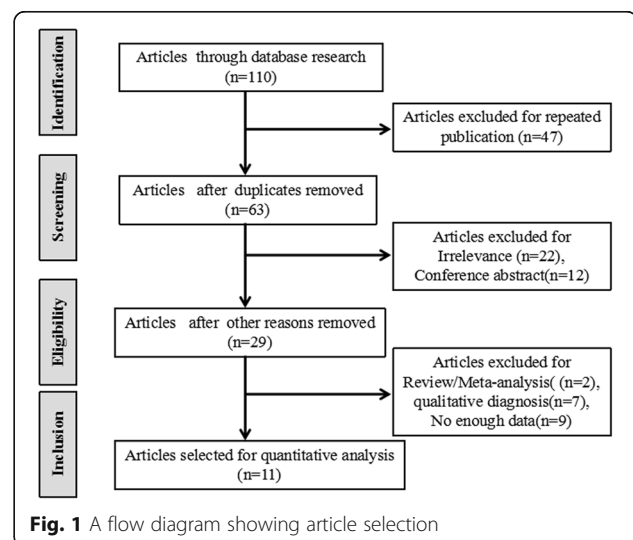 Identification
Articles through database research
(n=110)
Articles excluded for repeated
publication (n=47)
Screening
Articles after duplicates removed
(n=63)
Articles excluded for
Irrelevance (n=22),
Conference abstract(n=12)
Eligibility
Articles after other reasons removed
(n=29)
Articles excluded for
Review/Meta-analysis( (n=2),
qualitative diagnosis(n=7),
No enough data(n=9)
Inclusion
Articles selected for quantitative analysis
(n=11)
Fig. 1 A flow diagram showing article selection